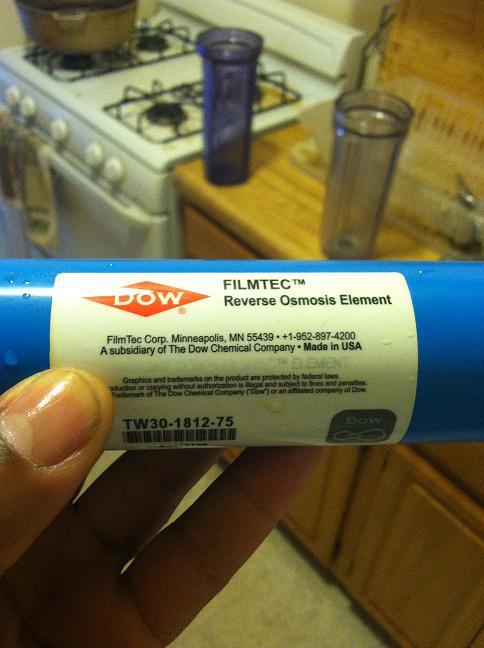 DOW
®
FILMTEC™
Reverse Osmosis Element
FilmTec Corp. Minneapolis, MN 55439 • +1-952-897-4200
A subsidiary of The Dow Chemical Company • Made in USA
Graphics and trademarks on the product are protected by federal laws.
or copying without authorization is illegal and subject to fines and penalties.
Trademark of The Dow Chemical Company ("Dow") or an affiliated company of Dow.
TW30-1812-75
DOW